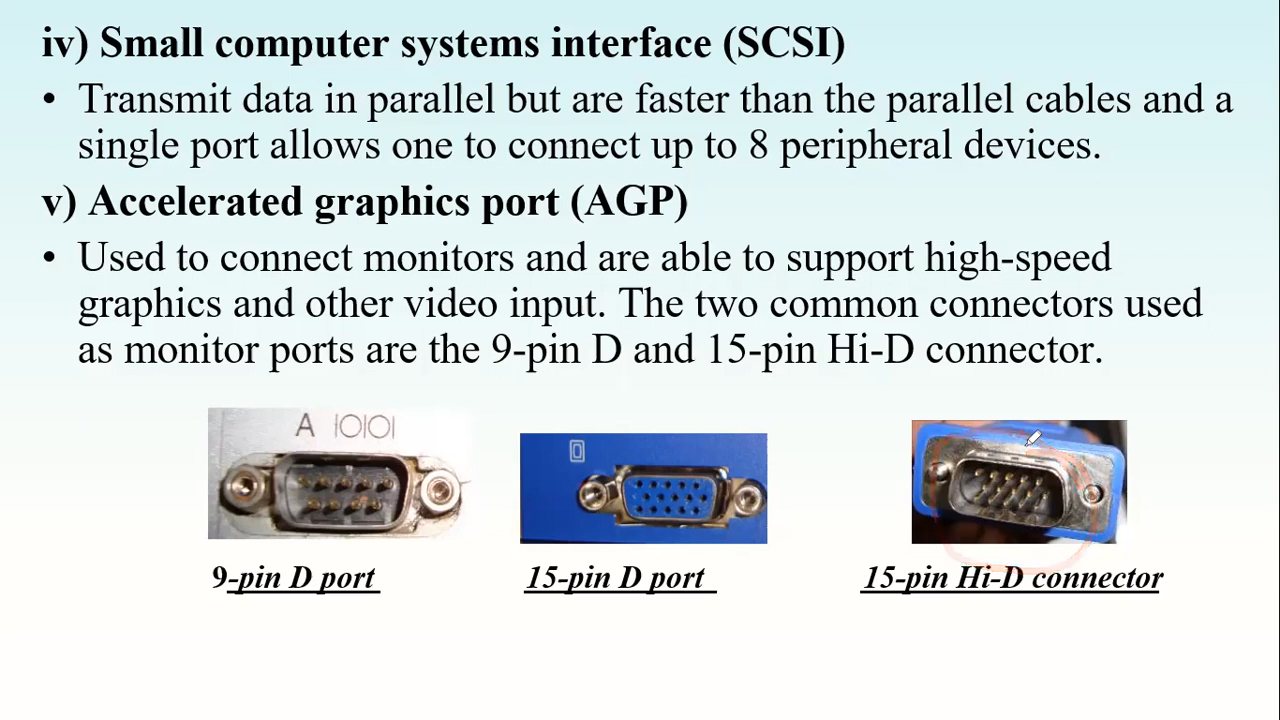 iv) Small computer systems interface (SCSI)
• Transmit data in parallel but are faster than the parallel cables and a
single port allows one to connect up to 8 peripheral devices.
v) Accelerated graphics port (AGP)
• Used to connect monitors and are able to support high-speed
graphics and other video input. The two common connectors used
as monitor ports are the 9-pin D and 15-pin Hi-D connector.
A |O|O|
9-pin D port
15-pin D port
15-pin Hi-D connector